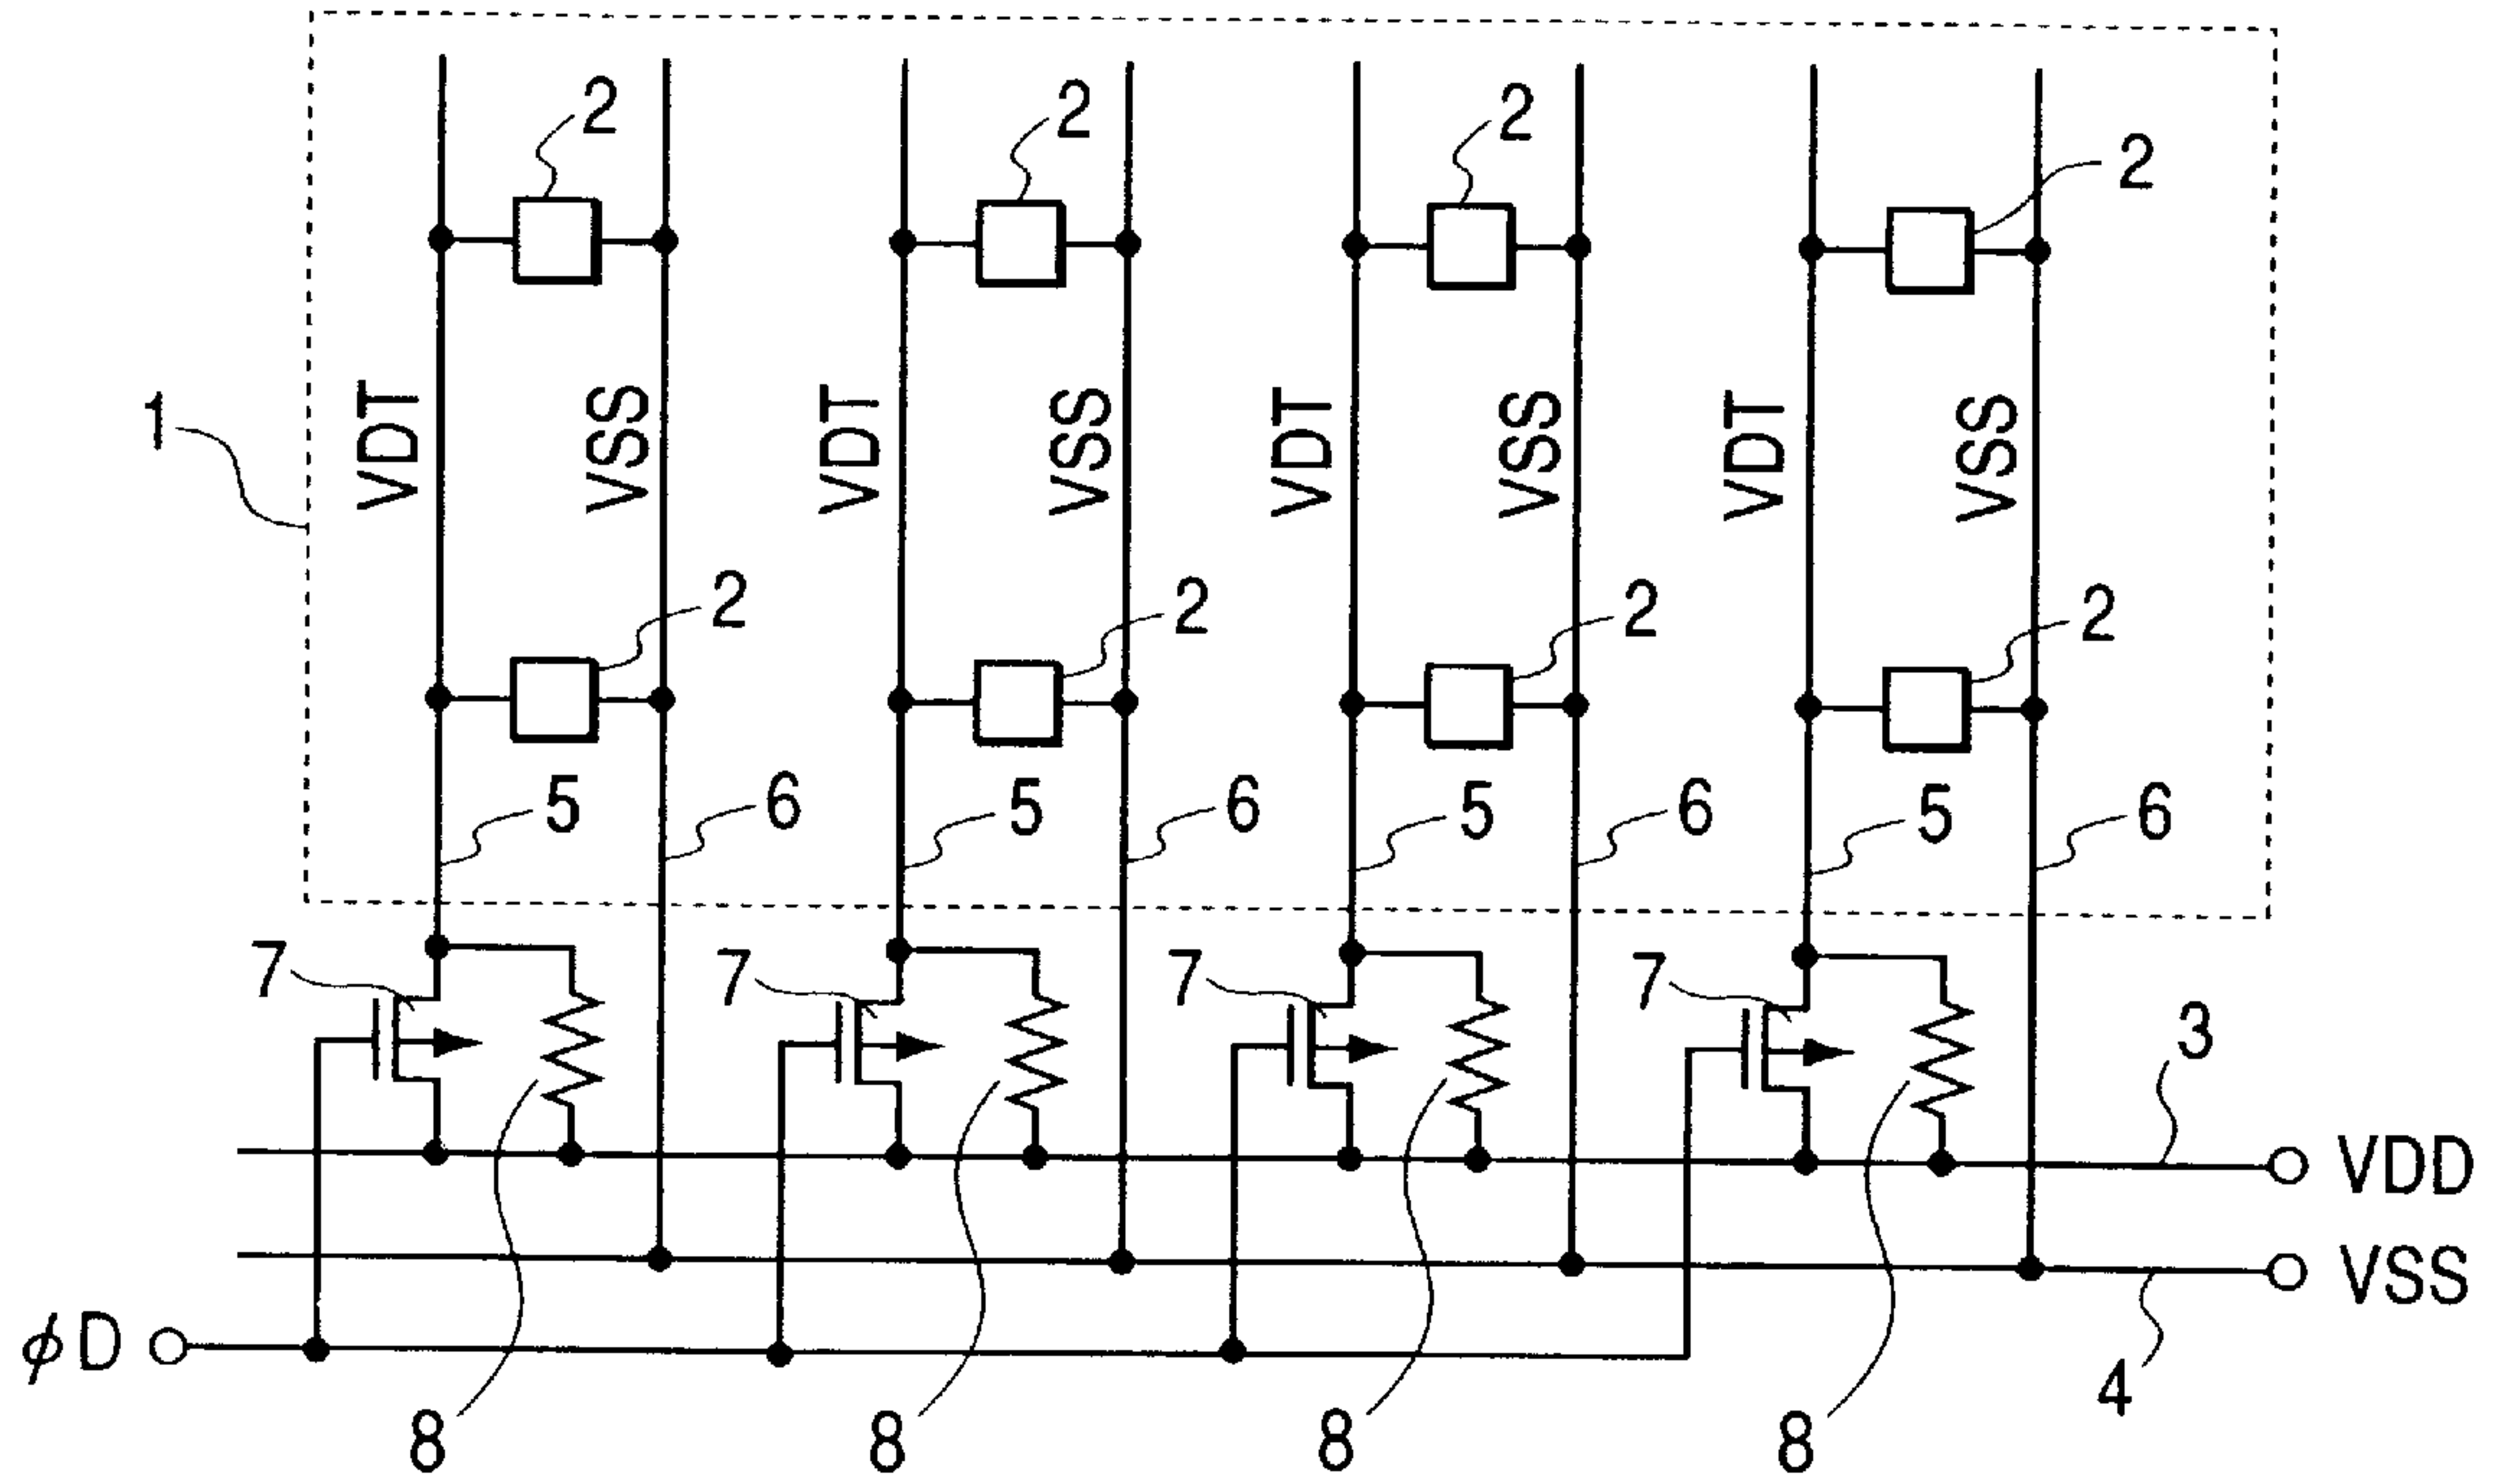 2 2 2 2
1 VDT VSS VDT VSS VDT VSS VDT VSS
2 2 2 2
5 6 5 6 5 6 5 6
7 7 7 7
3
VDD
VSS
φD
4
8 8 8 8